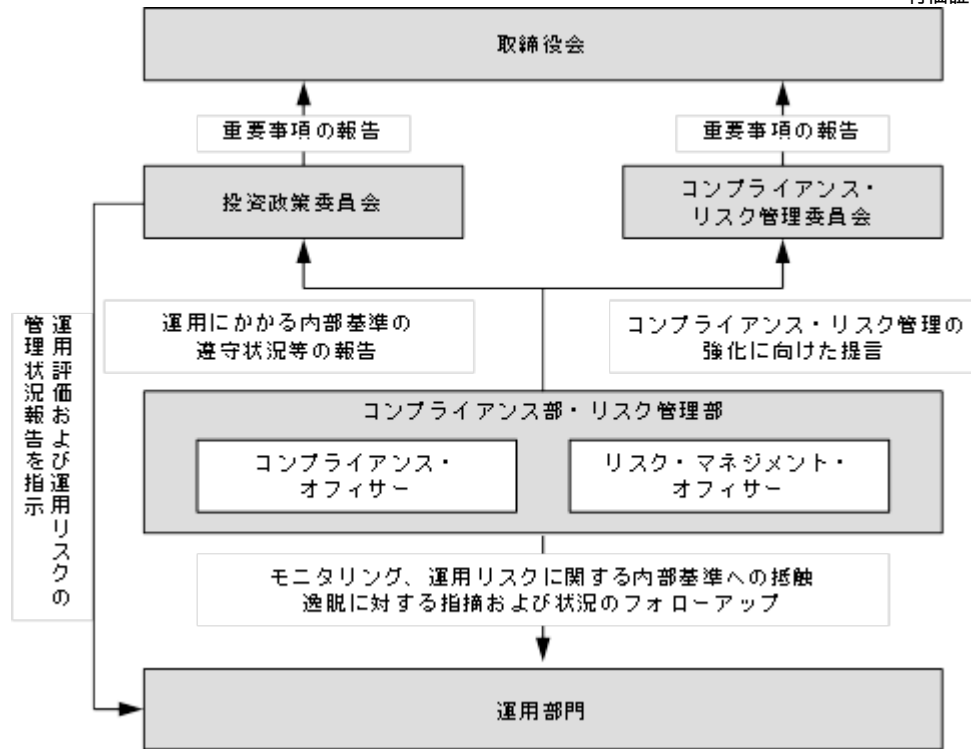 取締役会
重要事項の報告
重要事項の報告
投資政策委員会
コンプライアンス・
リスク管理委員会
運用にかかる内部基準の
遵守状況等の報告
コンプライアンス・リスク管理の
強化に向けた提言
運用評価および運用リスクの
管理状況報告を指示
コンプライアンス部・リスク管理部
コンプライアンス・
オフィサー
リスク・マネジメント・
オフィサー
モニタリング、運用リスクに関する内部基準への抵触
逸脱に対する指摘および状況のフォローアップ
運用部門